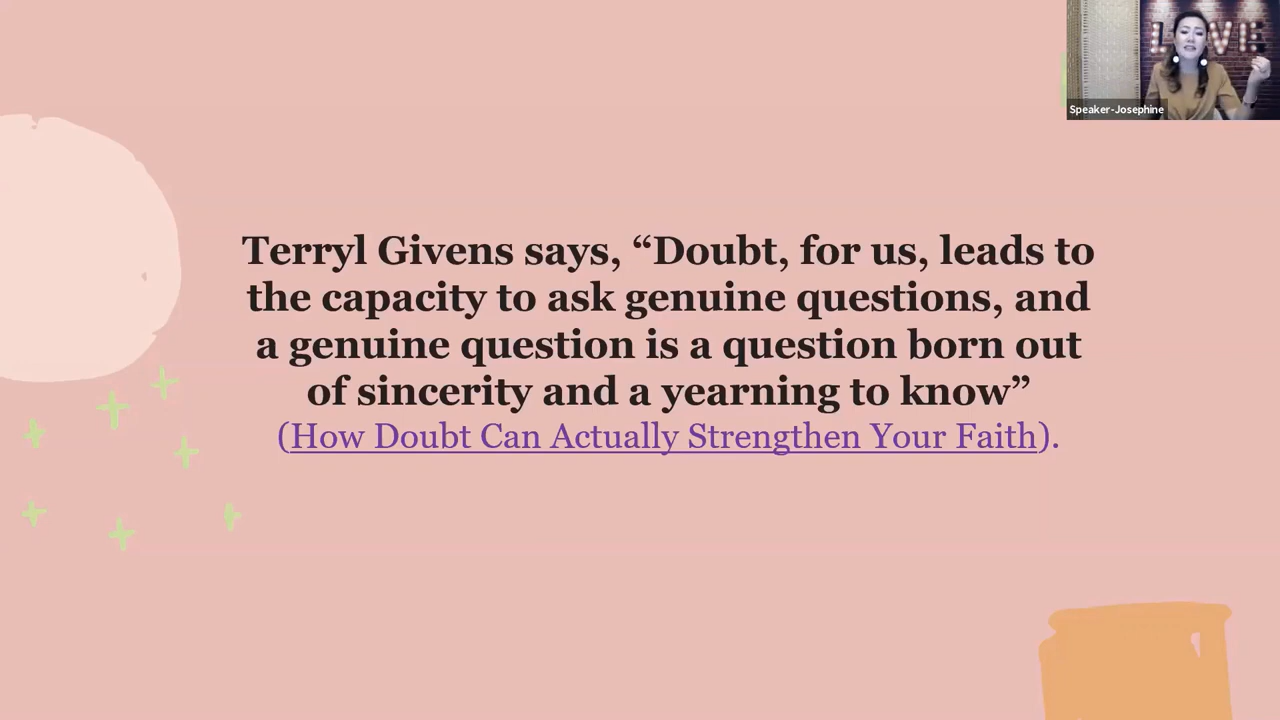 LOVE
Speaker-Josephine
Terryl Givens says, “Doubt, for us, leads to
the capacity to ask genuine questions, and
a genuine question is a question born out
of sincerity and a yearning to know”
(How Doubt Can Actually Strengthen Your Faith).